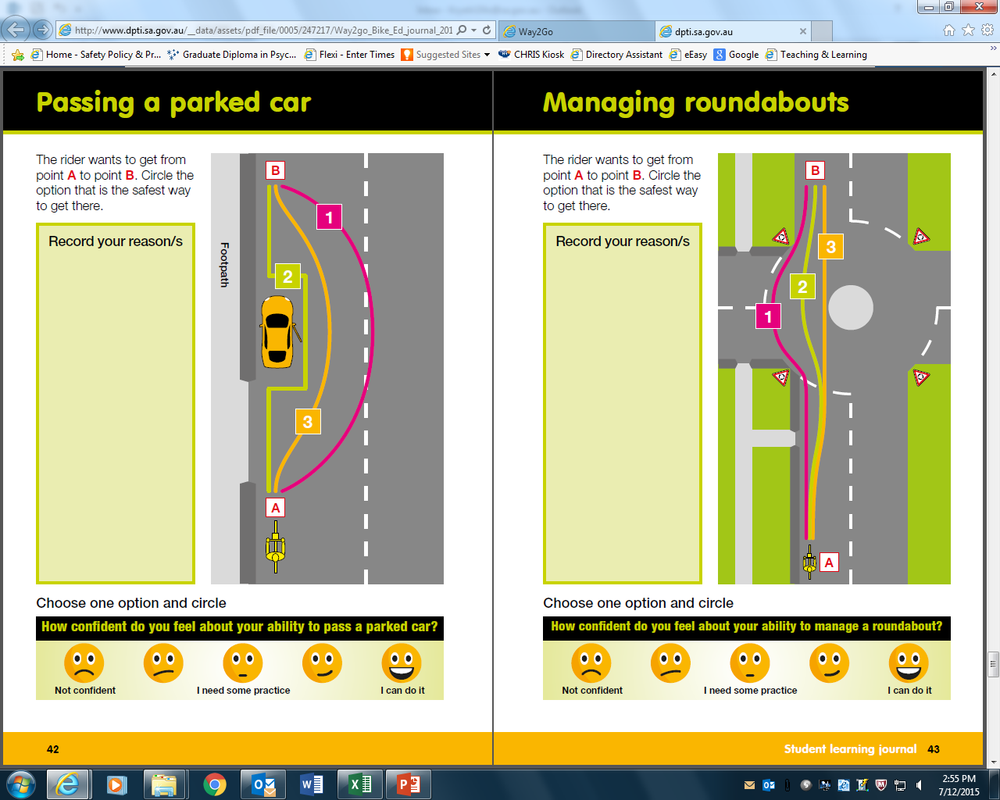 http://www.dpti.sa.gov.au/__data/assets/pdf_file/0005/247217/Way2go_Bike_Ed_journal_201
Way2Go
dpti.sa.gov.au
Home - Safety Policy & Pr...
Graduate Diploma in Psyc...
Flexi - Enter Times
Suggested Sites
CHRIS Kiosk
Directory Assistant
eEasy
Google
Teaching & Learning
Passing a parked car
The rider wants to get from
point A to point B. Circle the
option that is the safest way
to get there.
Record your reason/s
Footpath
B
1
2
3
A
Choose one option and circle
How confident do you feel about your ability to pass a parked car?
Not confident
I need some practice
I can do it
42
Managing roundabouts
The rider wants to get from
point A to point B. Circle the
option that is the safest way
to get there.
Record your reason/s
B
3
2
1
A
Choose one option and circle
How confident do you feel about your ability to manage a roundabout?
Not confident
I need some practice
I can do it
Student learning journal 43
2:55 PM
7/12/2015